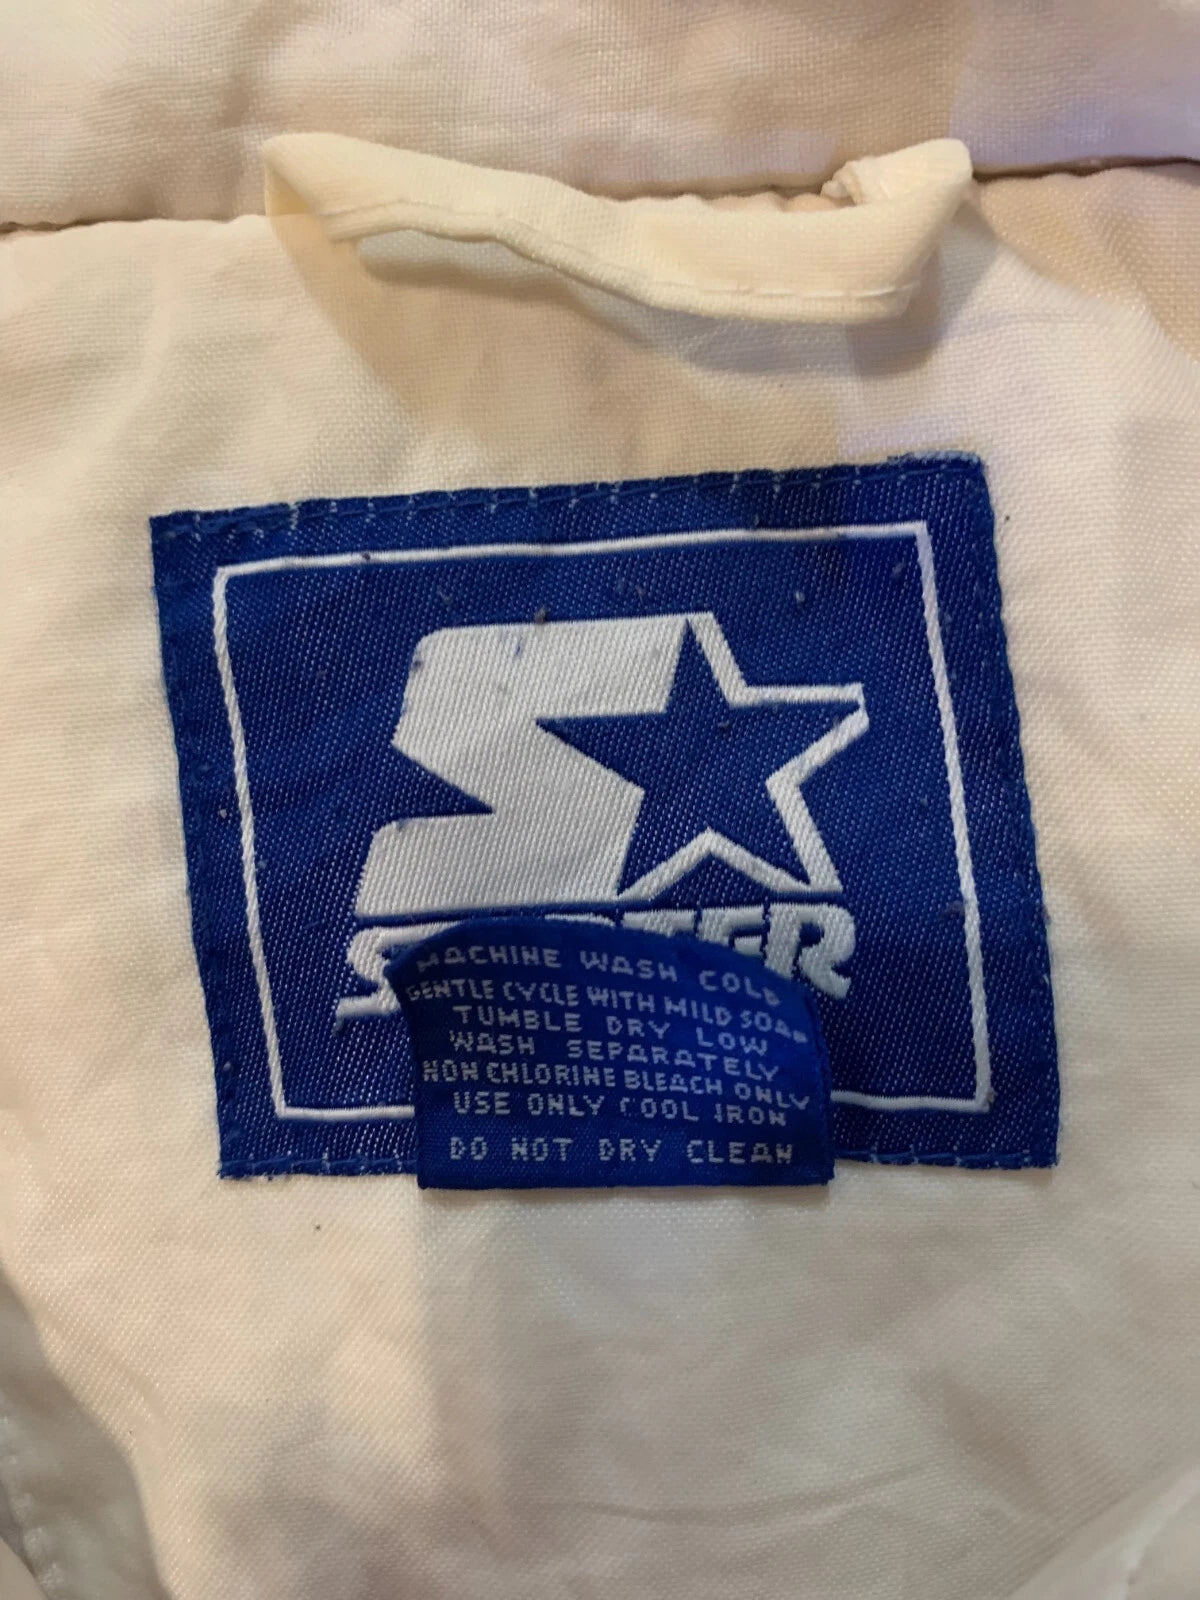 STARTER
MACHINE WASH COLD
GENTLE CYCLE WITH MILD SOAP
TUMBLE DRY LOW
WASH SEPARATELY
NON CHLORINE BLEACH ONLY
USE ONLY COOL IRON
DO NOT DRY CLEAN